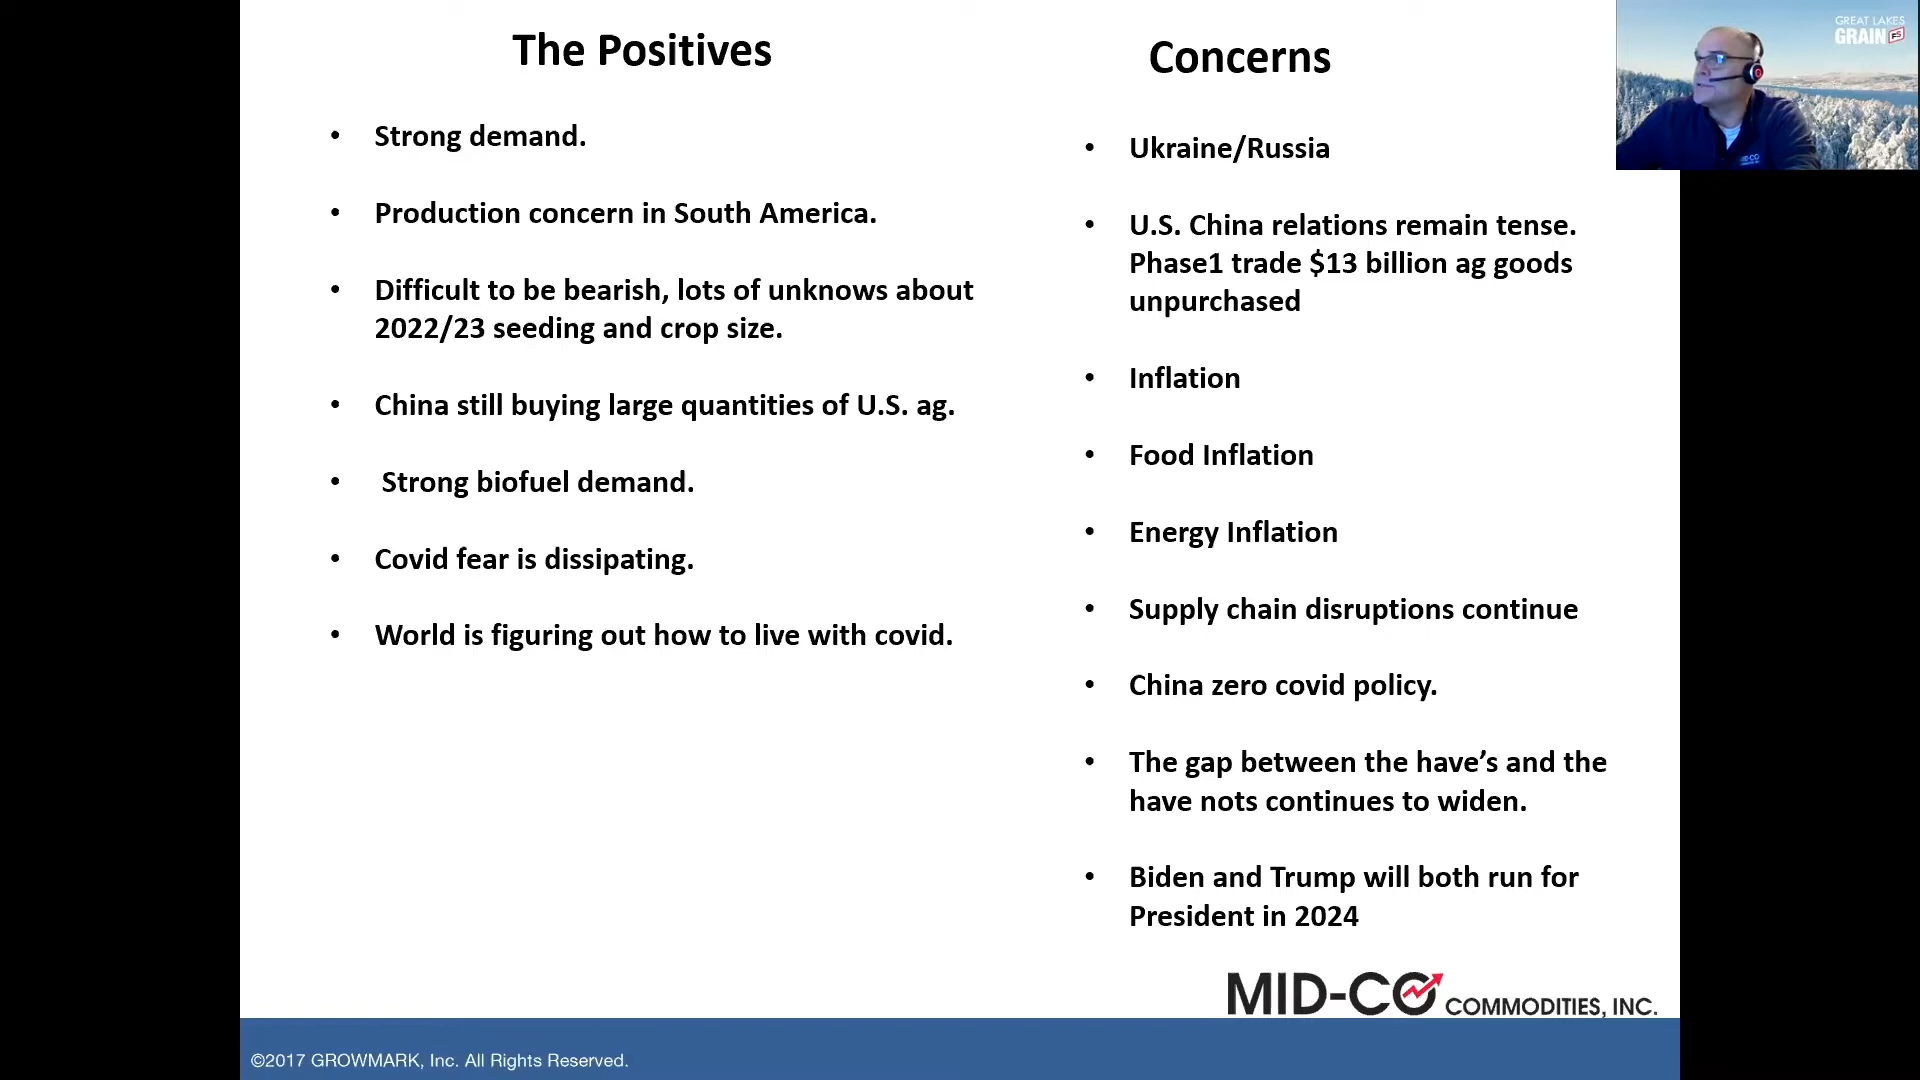 The Positives
• Strong demand.
• Production concern in South America.
• Difficult to be bearish, lots of unknows about
2022/23 seeding and crop size.
• China still buying large quantities of U.S. ag.
• Strong biofuel demand.
• Covid fear is dissipating.
• World is figuring out how to live with covid.
Concerns
• Ukraine/Russia
• U.S. China relations remain tense.
Phase1 trade $13 billion ag goods
unpurchased
• Inflation
• Food Inflation
• Energy Inflation
• Supply chain disruptions continue
• China zero covid policy.
• The gap between the have’s and the
have nots continues to widen.
• Biden and Trump will both run for
President in 2024
GREAT LAKES
GRAIN FS
MID-CO
MID-CO COMMODITIES, INC.
©2017 GROWMARK, Inc. All Rights Reserved.